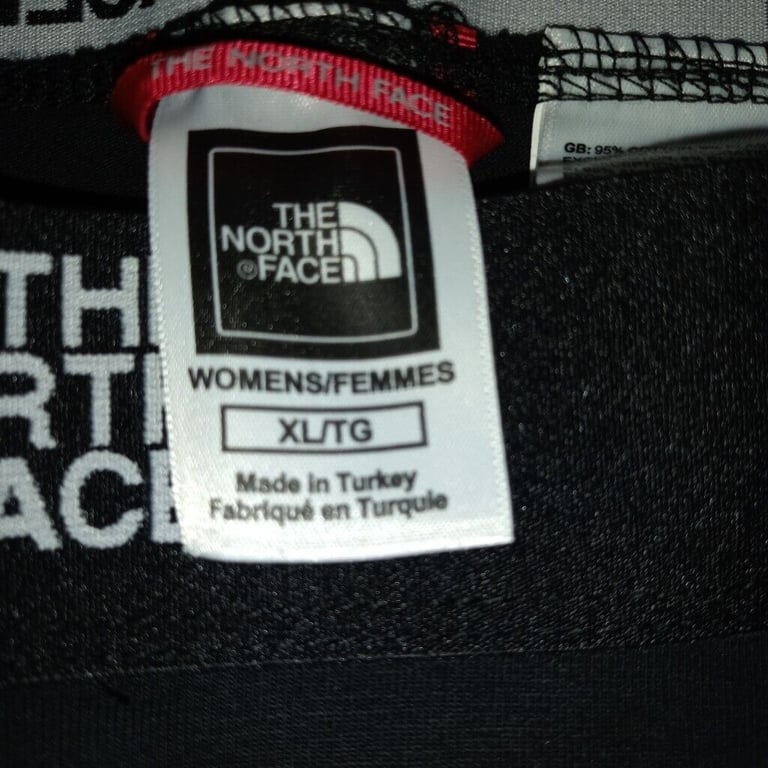 THE NORTH FACE
THE
NORTH
®FACE
WOMENS/FEMMES
XL/TG
Made in Turkey
Fabriqué en Turquie
GB: 95%
TH
RT
ACE